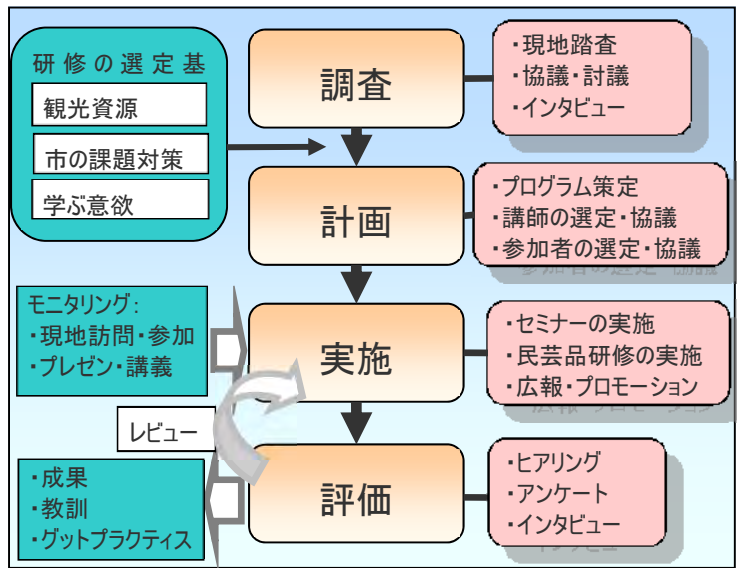 研修の選定基
観光資源
市の課題対策
学ぶ意欲
調査
・現地踏査
・協議・討議
・インタビュー
計画
・プログラム策定
・講師の選定・協議
・参加者の選定・協議
モニタリング:
・現地訪問・参加
・プレゼン・講義
実施
・セミナーの実施
・民芸品研修の実施
・広報・プロモーション
レビュー
・成果
・教訓
・グットプラクティス
評価
・ヒアリング
・アンケート
・インタビュー